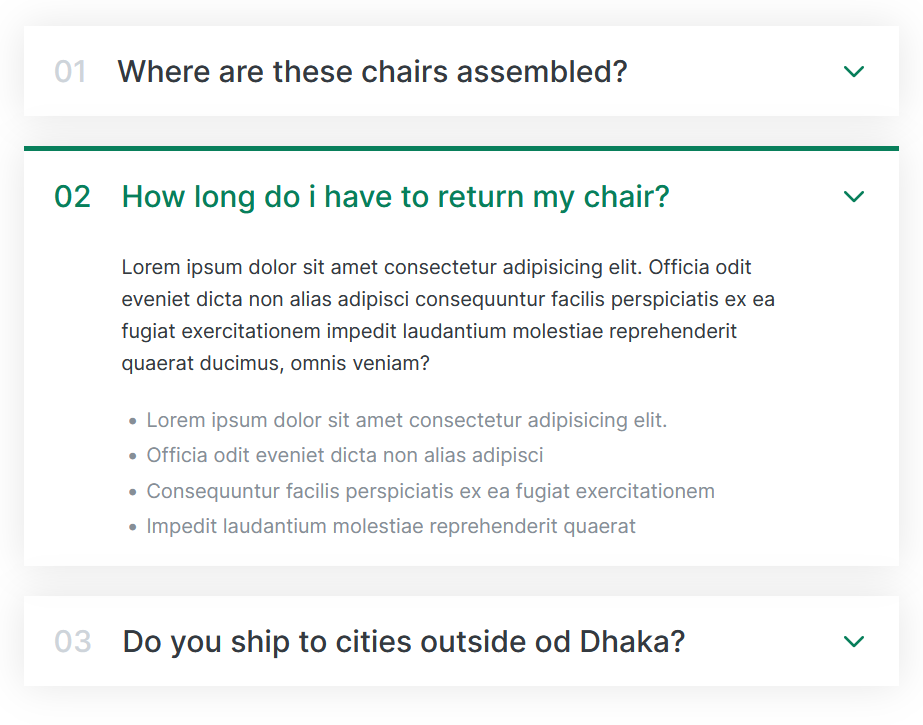 01 Where are these chairs assembled?
02 How long do i have to return my chair?
Lorem ipsum dolor sit amet consectetur adipisicing elit. Officia odit
eveniet dicta non alias adipisci consequuntur facilis perspiciatis ex ea
fugiat exercitationem impedit laudantium molestiae reprehenderit
quaerat ducimus, omnis veniam?
• Lorem ipsum dolor sit amet consectetur adipisicing elit.
• Officia odit eveniet dicta non alias adipisci
• Consequuntur facilis perspiciatis ex ea fugiat exercitationem
• Impedit laudantium molestiae reprehenderit quaerat
03 Do you ship to cities outside od Dhaka?